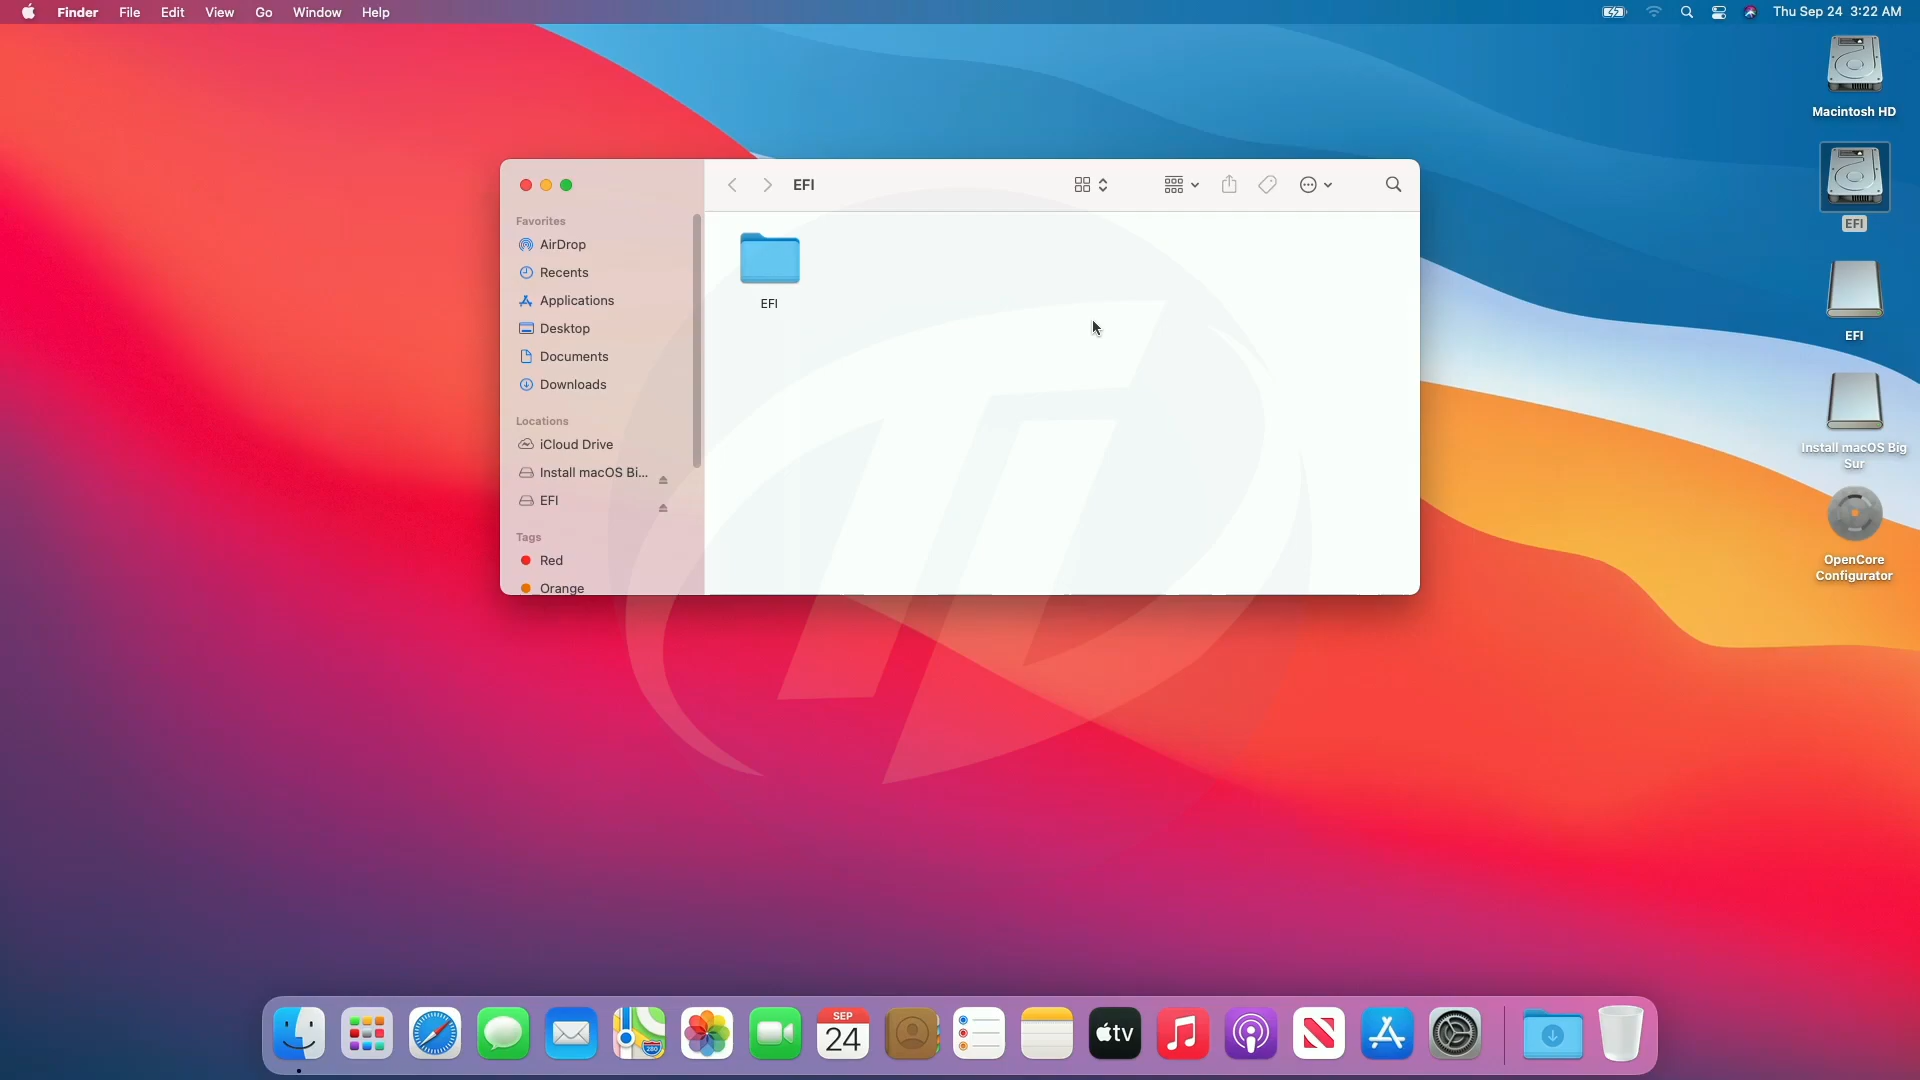 Finder File Edit View Go Window Help
Thu Sep 24 3:22 AM
Macintosh HD
EFI
EFI
Install macOS Big
Sur
OpenCore
Configurator
EFI
Favorites
AirDrop
Recents
Applications
Desktop
Documents
Downloads
Locations
iCloud Drive
Install macOS Bi...
EFI
Tags
Red
Orange
EFI
SEP
24
280
tv